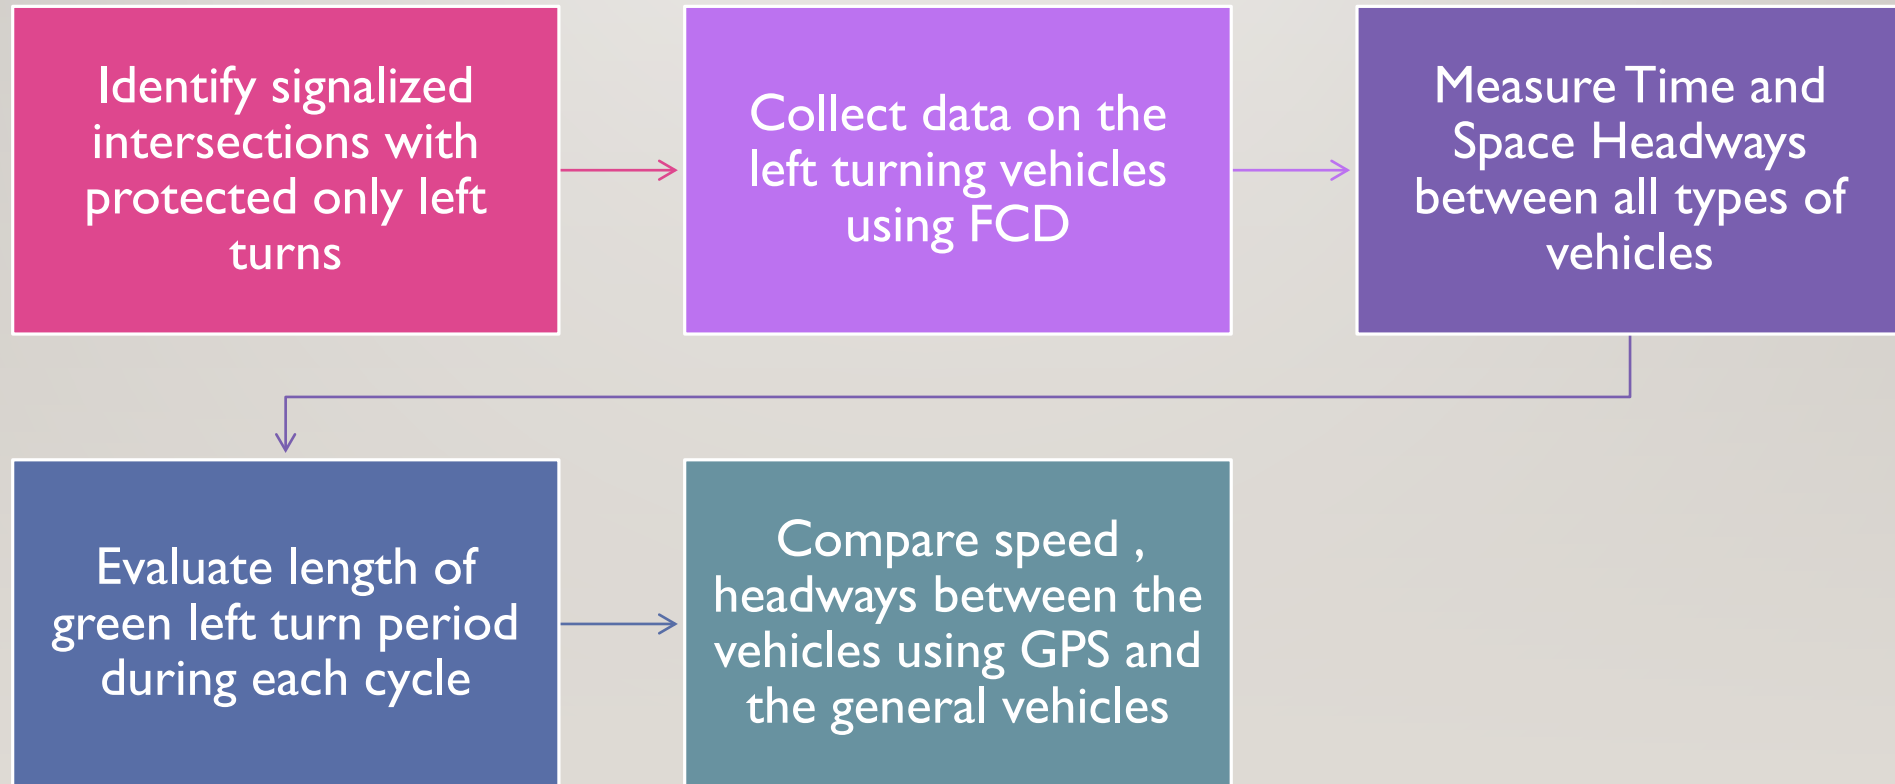 Identify signalized
intersections with
protected only left
turns
Collect data on the
left turning vehicles
using FCD
Measure Time and
Space Headways
between all types of
vehicles
Evaluate length of
green left turn period
during each cycle
Compare speed ,
headways between the
vehicles using GPS and
the general vehicles